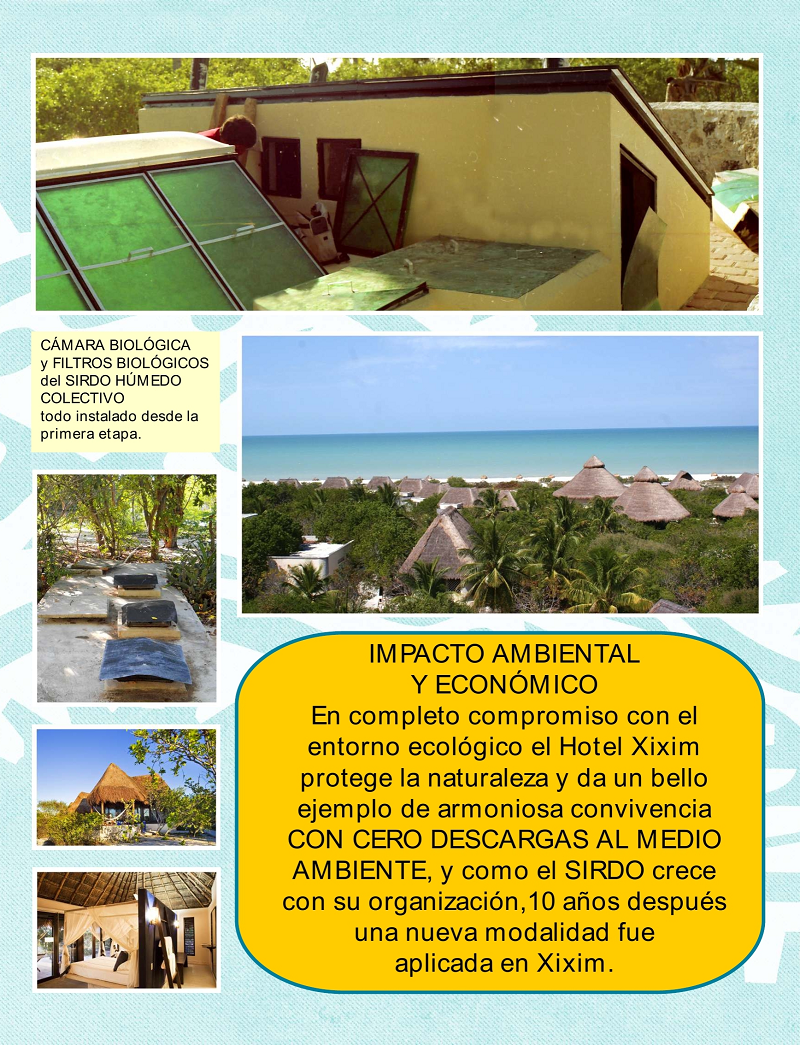 CÁMARA BIOLÓGICA
y FILTROS BIOLÓGICOS
del SIRDO HÚMEDO
COLECTIVO
todo instalado desde la
primera etapa.
IMPACTO AMBIENTAL
Y ECONÓMICO
En completo compromiso con el
entorno ecológico el Hotel Xixim
protege la naturaleza y da un bello
ejemplo de armoniosa convivencia
CON CERO DESCARGAS AL MEDIO
AMBIENTE, y como el SIRDO crece
con su organización,10 años después
una nueva modalidad fue
aplicada en Xixim.